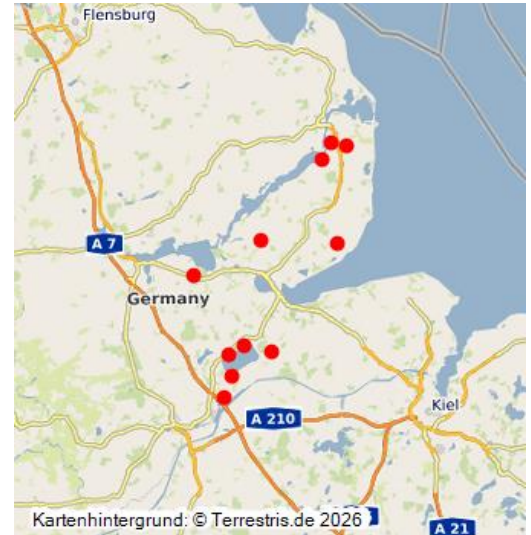 Flensburg
A 7
Germany
Kiel
A 210
A 21
Kartenhintergrund: © Terrestris.de 2026